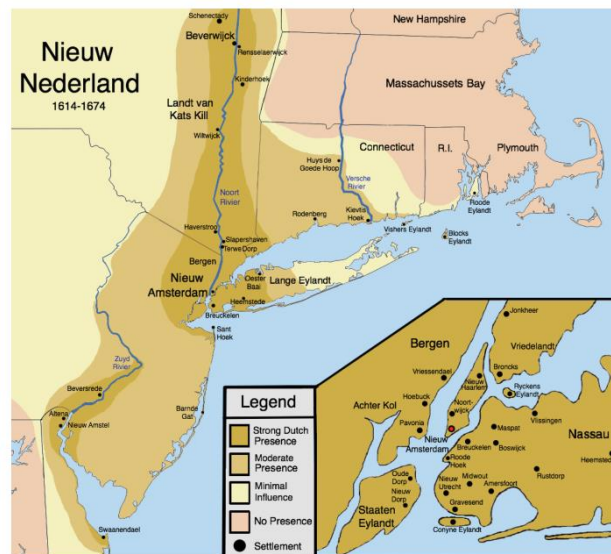 Nieuw
Nederland
1614-1674
Schenectady
Beverwijck
Rensselaerwijck
Kinderhoek
Landt van
Kats Kill
Wiltwijck
Noort
Rivier
Haverstroo
Slapershaven
Terwe Dorp
Bergen
Nieuw
Amsterdam
Oester
Baai
Heemstede
Breuckelen
Sant
Hoek
Lange Eylandt
New Hampshire
Massachussets Bay
Connecticut
R.I.
Plymouth
Huys de
Goede Hoop
Versche
Rivier
Kievits
Hoek
Rodenberg
Roode
Eylandt
Vishers Eylandt
Blocks
Eylandt
Zuyd
Rivier
Beversrede
Altena
Nieuw Amstel
Barnde
Gat
Swaanendael
Legend
Strong Dutch
Presence
Moderate
Presence
Minimal
Influence
No Presence
Settlement
Jonkheer
Bergen
Vriedelandt
Vriessendael
Nieuw
Haarlem
Broncks
Ryckens
Eylandt
Hoebuck
Noort-
wijck
Achter Kol
Pavonia
Nieuw
Amsterdam
Maspat
Vlissingen
Nassau
Breuckelen
Boswijck
Heemstede
Roode
Hoek
Oude
Dorp
Nieuw
Dorp
Staaten
Eylandt
Nieuw
Utrecht
Midwout
Amersfoort
Rustdorp
Gravesend
Conyne Eylandt